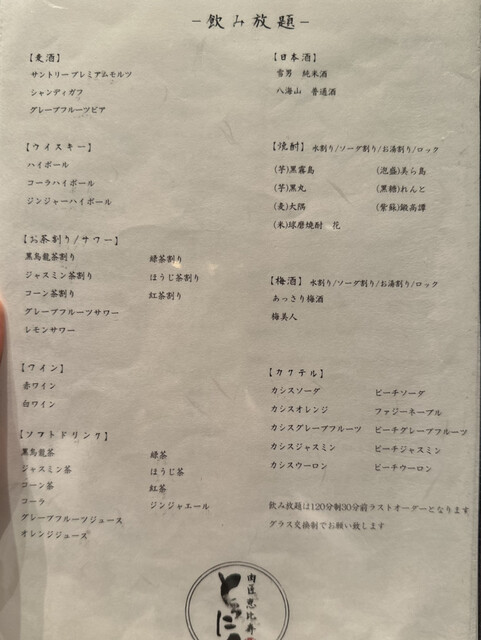 －飲み放題－
【麦酒】
サントリープレミアムモルツ
シャンディガフ
グレープフルーツビア
【ウイスキー】
ハイボール
コーラハイボール
ジンジャーハイボール
【お茶割り/サワー】
黒烏龍茶割り 緑茶割り
ジャスミン茶割り ほうじ茶割り
コーン茶割り 紅茶割り
グレープフルーツサワー
レモンサワー
【ワイン】
赤ワイン
白ワイン
【ソフトドリンク】
黒烏龍茶 緑茶
ジャスミン茶 ほうじ茶
コーン茶 紅茶
コーラ ジンジャエール
グレープフルーツジュース
オレンジジュース
【日本酒】
雪男 純米酒
八海山 普通酒
【焼酎】 水割り/ソーダ割り/お湯割り/ロック
(芋)黒霧島 (泡盛)美ら島
(芋)黒丸 (黒糖)れんと
(麦)大隅 (紫蘇)鍛高譚
(米)球磨焼酎 花
【梅酒】 水割り/ソーダ割り/お湯割り/ロック
あっさり梅酒
梅美人
【カクテル】
カシスソーダ ピーチソーダ
カシスオレンジ ファジーネーブル
カシスグレープフルーツ ピーチグレープフルーツ
カシスジャスミン ピーチジャスミン
カシスウーロン ピーチウーロン
飲み放題は120分制30分前ラストオーダーとなります
グラス交換制でお願い致します
肉匠恵比寿